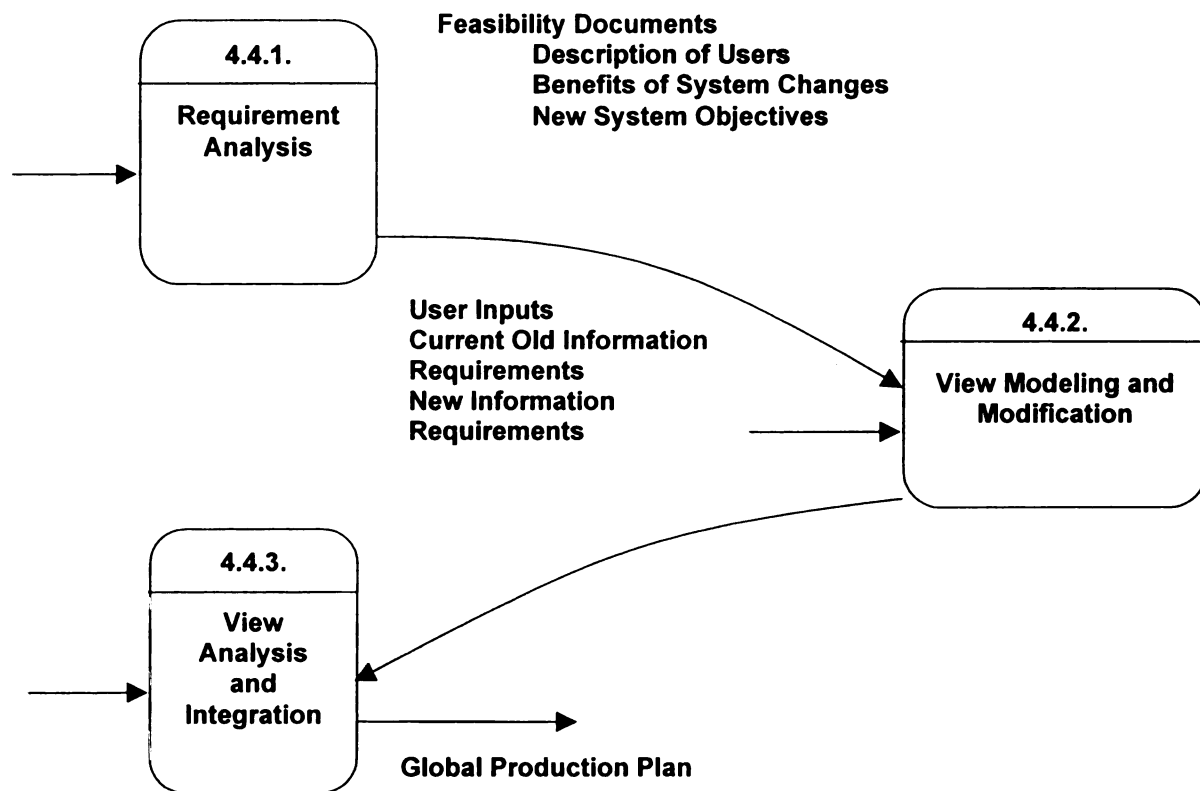 4.4.1.
Requirement
Analysis
Feasibility Documents
Description of Users
Benefits of System Changes
New System Objectives
User Inputs
Current Old Information
Requirements
New Information
Requirements
4.4.2.
View Modeling and
Modification
4.4.3.
View
Analysis
and
Integration
Global Production Plan